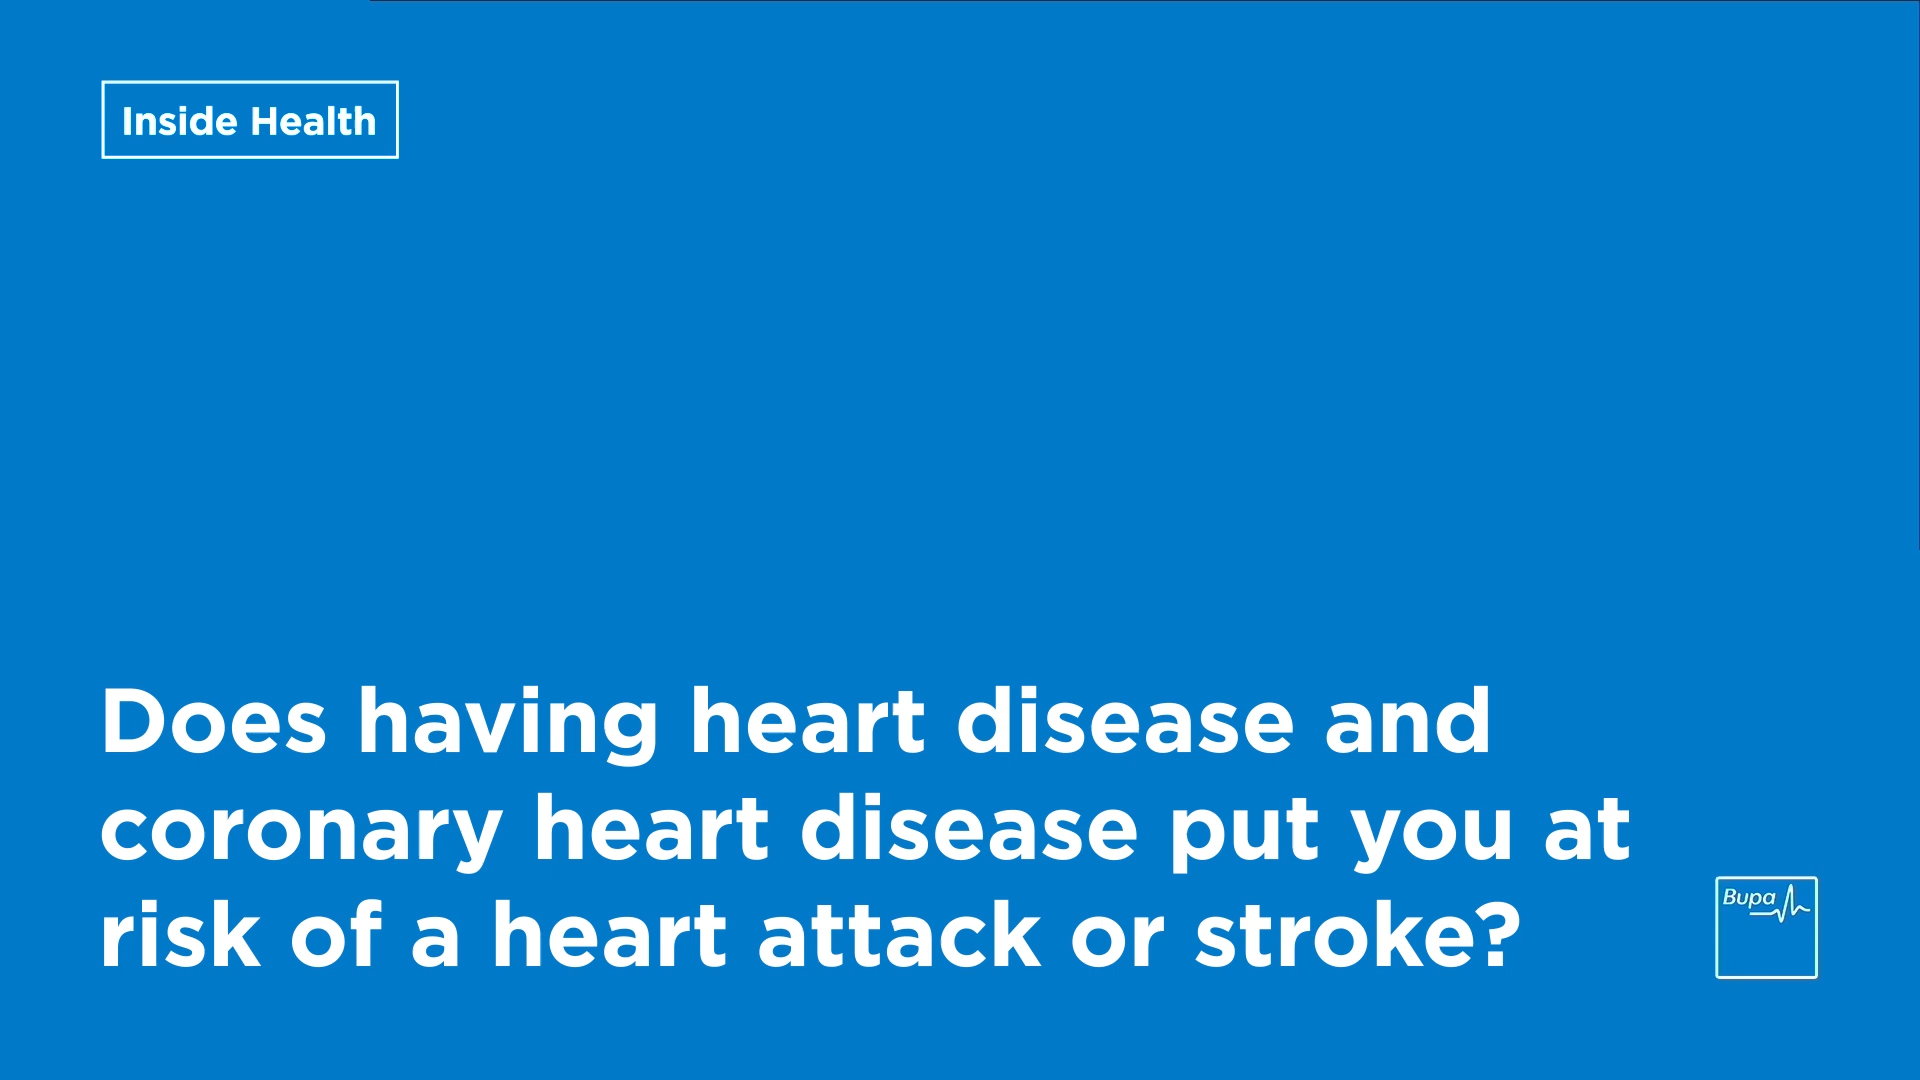 Inside Health
Does having heart disease and
coronary heart disease put you at
risk of a heart attack or stroke?
Bupa